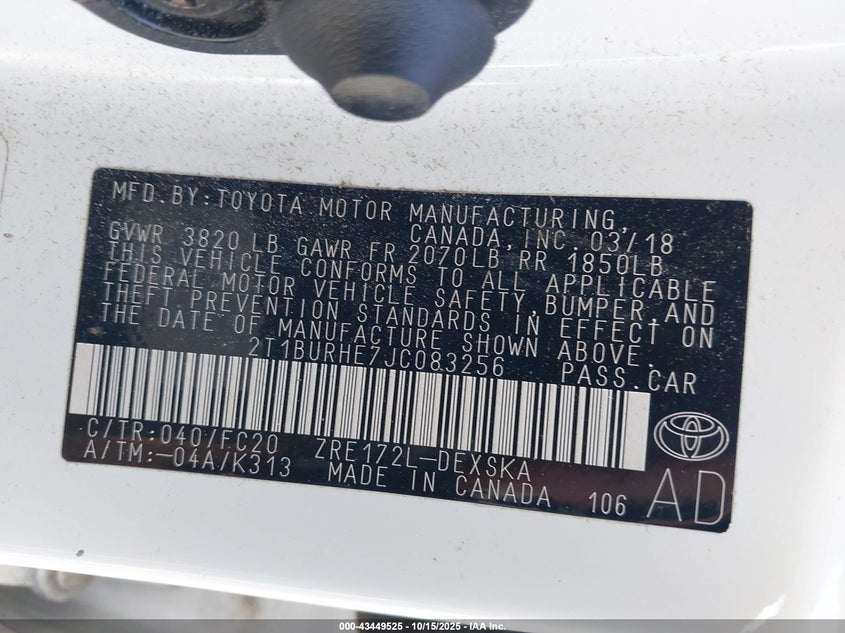 MFD. BY: TOYOTA MOTOR MANUFACTURING,
CANADA, INC. 03/18
GVWR 3820 LB GAWR FR 2070LB RR 1850LB
THIS VEHICLE CONFORMS TO ALL APPLICABLE
FEDERAL MOTOR VEHICLE SAFETY, BUMPER, AND
THEFT PREVENTION STANDARDS IN EFFECT ON
THE DATE OF MANUFACTURE SHOWN ABOVE.
2T1BURHE7JC083256 PASS. CAR
C/TR: 040/FC20 ZRE172L-DEXSKA
A/TM: -04A/K313 MADE IN CANADA 106 AD
000-43449525 - 10/15/2025 - IAA Inc.